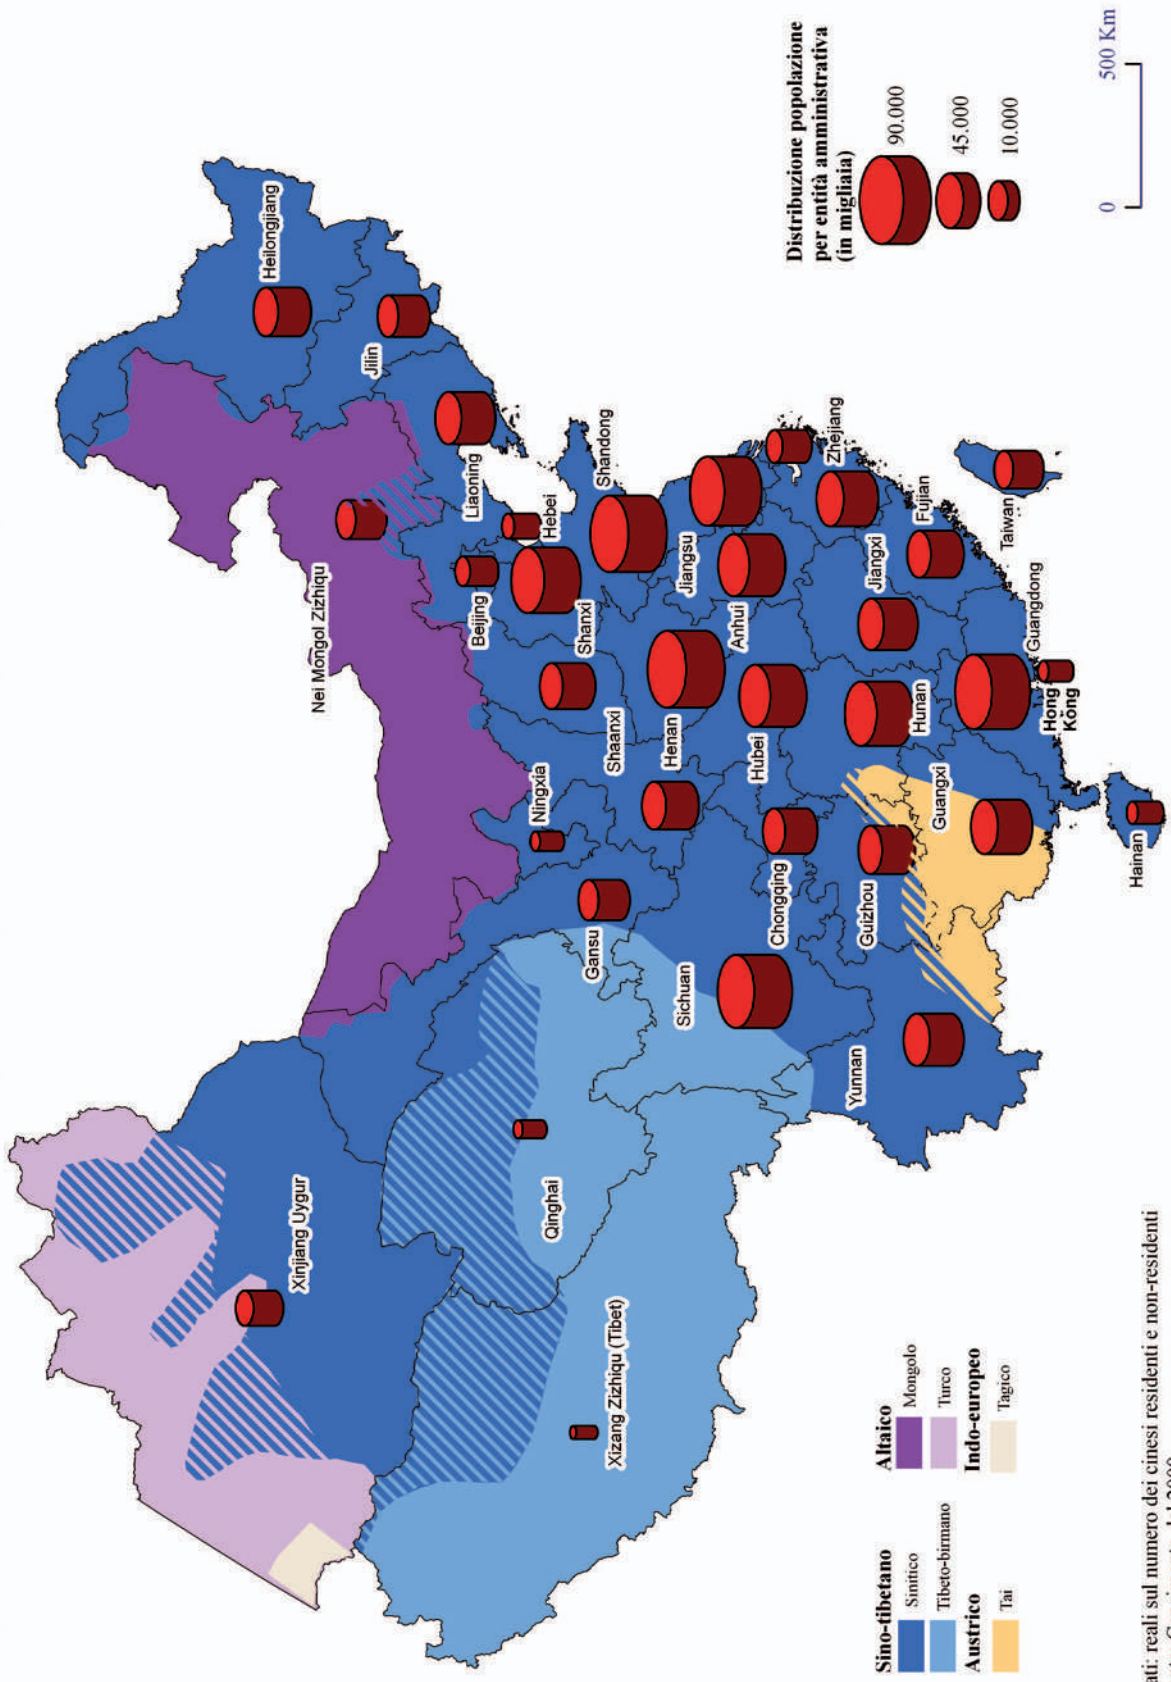 Heilongjiang
Jilin
Liaoning
Nei Mongol Zizhiqu
Beijing
Hebei
Shanxi
Shandong
Shaanxi
Ningxia
Henan
Jiangsu
Anhui
Hubei
Zhejiang
Jiangxi
Fujian
Taiwan
Hunan
Guangdong
Hong
Kong
Guangxi
Hainan
Guizhou
Chongqing
Gansu
Sichuan
Yunnan
Qinghai
Xinjiang Uygur
Xizang Zizhiqu (Tibet)
Distribuzione popolazione
per entità amministrativa
(in migliaia)
90.000
45.000
10.000
0 500 Km
Sino-tibetano
Sinitico
Tibeto-birmano
Austrico
Tai
Altaico
Mongolo
Turco
Indo-europeo
Tagico
reali sul numero dei cinesi residenti e non-residenti